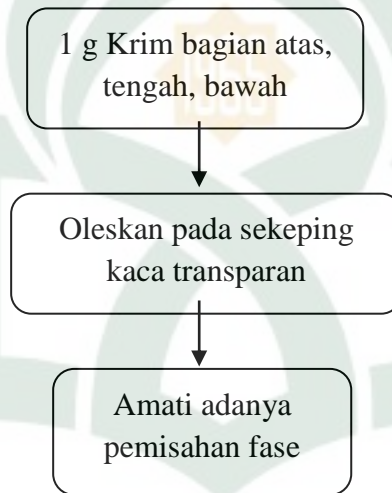 1 g Krim bagian atas,
tengah, bawah
Oleskan pada sekeping
kaca transparan
Amati adanya
pemisahan fase